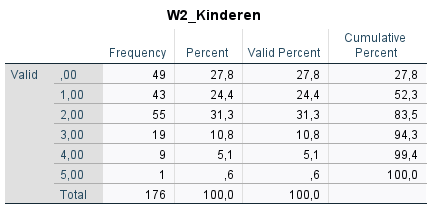 W2_Kinderen
Frequency Percent Valid Percent Cumulative Percent
Valid ,00 49 27,8 27,8 27,8
1,00 43 24,4 24,4 52,3
2,00 55 31,3 31,3 83,5
3,00 19 10,8 10,8 94,3
4,00 9 5,1 5,1 99,4
5,00 1 ,6 ,6 100,0
Total 176 100,0 100,0